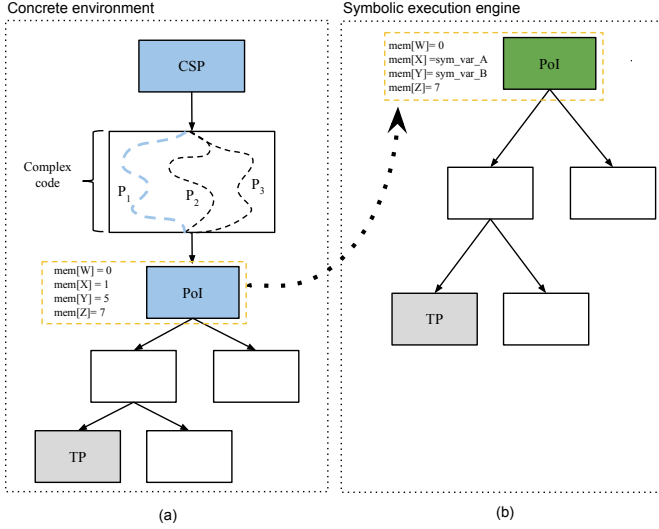 Concrete environment
CSP
Complex
code
P1
P2
P3
mem[W] = 0
mem[X] = 1
mem[Y] = 5
mem[Z]= 7
PoI
TP
(a)
Symbolic execution engine
mem[W]= 0
mem[X] =sym_var_A
mem[Y]= sym_var_B
mem[Z]= 7
PoI
TP
(b)